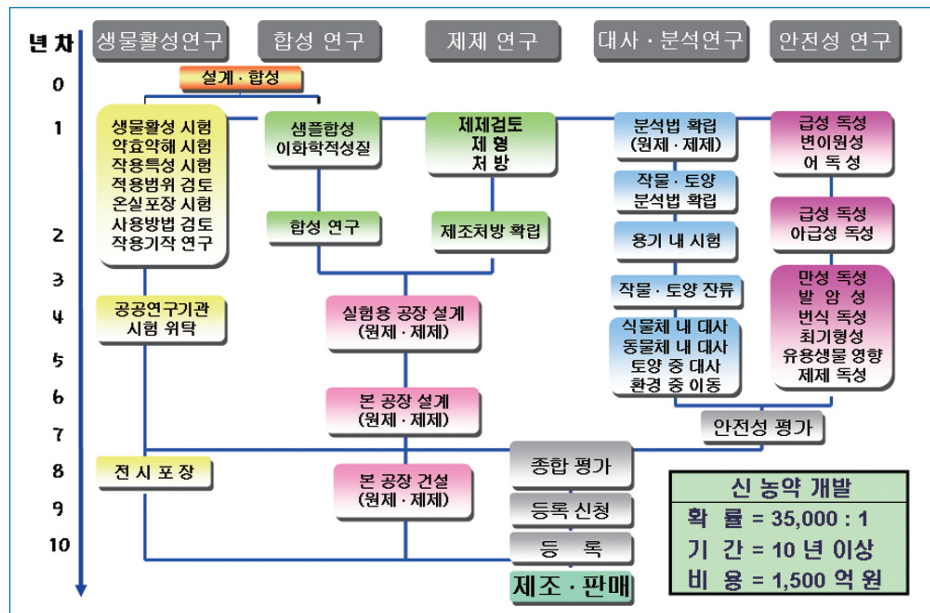 년 차
생물활성연구
합성 연구
제제 연구
대사 · 분석연구
안전성 연구
0
1
2
3
4
5
6
7
8
9
10
설계 · 합성
생물활성 시험
약효약해 시험
작용특성 시험
적용범위 검토
온실포장 시험
사용방법 검토
작용기작 연구
공공연구기관
시험 위탁
전 시 포 장
샘플합성
이화학적성질
합성 연구
제제검토
제 형
처 방
제조처방 확립
실험용 공장 설계
(원제 · 제제)
본 공장 설계
(원제 · 제제)
본 공장 건설
(원제 · 제제)
분석법 확립
(원제 · 제제)
작물 · 토양
분석법 확립
용기 내 시험
작물 · 토양 잔류
식물체 내 대사
동물체 내 대사
토양 중 대사
환경 중 이동
급성 독성
변이원성
어 독 성
급성 독성
아급성 독성
만성 독성
발 암 성
번식 독성
최기형성
유용생물 영향
제제 독성
안전성 평가
종합 평가
등록 신청
등 록
제조 · 판매
신 농약 개발
확 률 = 35,000 : 1
기 간 = 10 년 이상
비 용 = 1,500 억 원